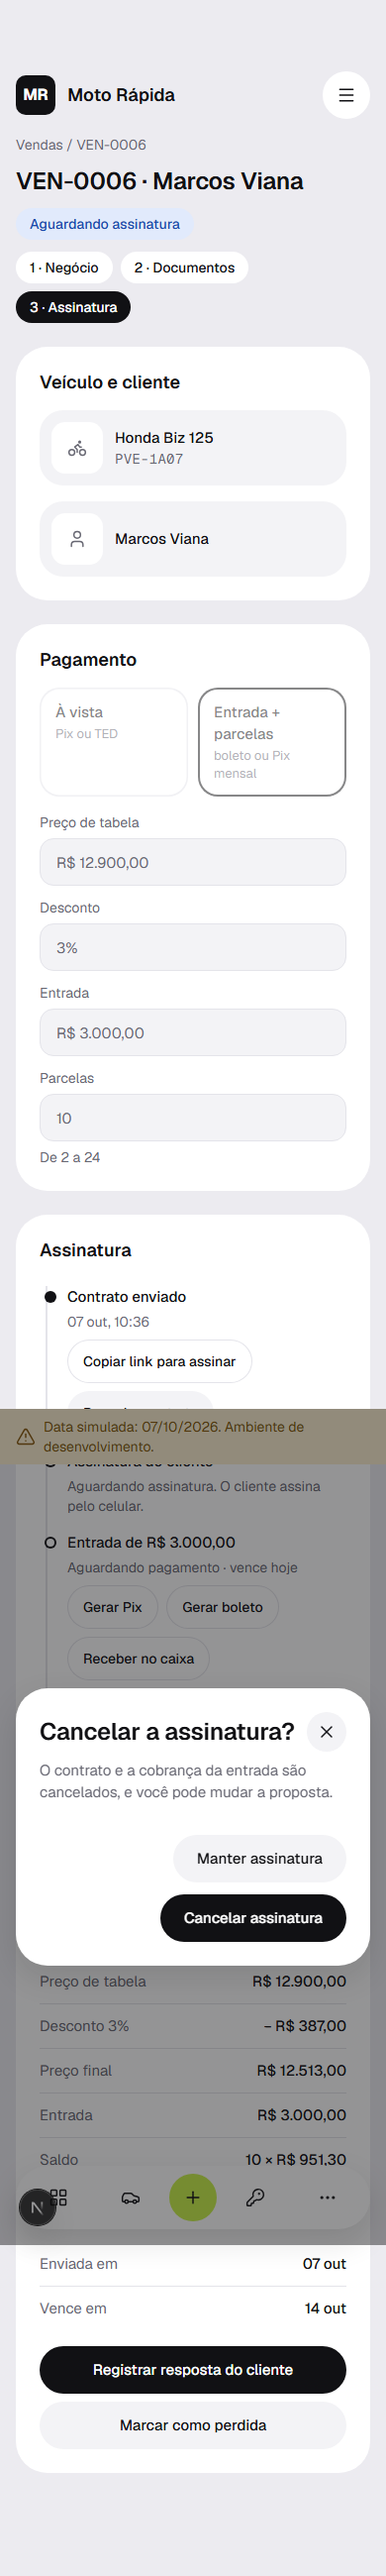 MR Moto Rápida
Vendas / VEN-0006
VEN-0006 · Marcos Viana
Aguardando assinatura
1 · Negócio 2 · Documentos
3 · Assinatura
Veículo e cliente
Honda Biz 125
PVE-1A07
Marcos Viana
Pagamento
À vista
Pix ou TED
Entrada +
parcelas
boleto ou Pix
mensal
Preço de tabela
R$ 12.900,00
Desconto
3%
Entrada
R$ 3.000,00
Parcelas
10
De 2 a 24
Assinatura
Contrato enviado
07 out, 10:36
Copiar link para assinar
Data simulada: 07/10/2026. Ambiente de
desenvolvimento.
Assinatura do cliente
Aguardando assinatura. O cliente assina
pelo celular.
Entrada de R$ 3.000,00
Aguardando pagamento · vence hoje
Gerar Pix Gerar boleto
Receber no caixa
Cancelar a assinatura?
O contrato e a cobrança da entrada são
cancelados, e você pode mudar a proposta.
Manter assinatura
Cancelar assinatura
Preço de tabela R$ 12.900,00
Desconto 3% − R$ 387,00
Preço final R$ 12.513,00
Entrada R$ 3.000,00
Saldo 10 × R$ 951,30
N
Enviada em 07 out
Vence em 14 out
Registrar resposta do cliente
Marcar como perdida